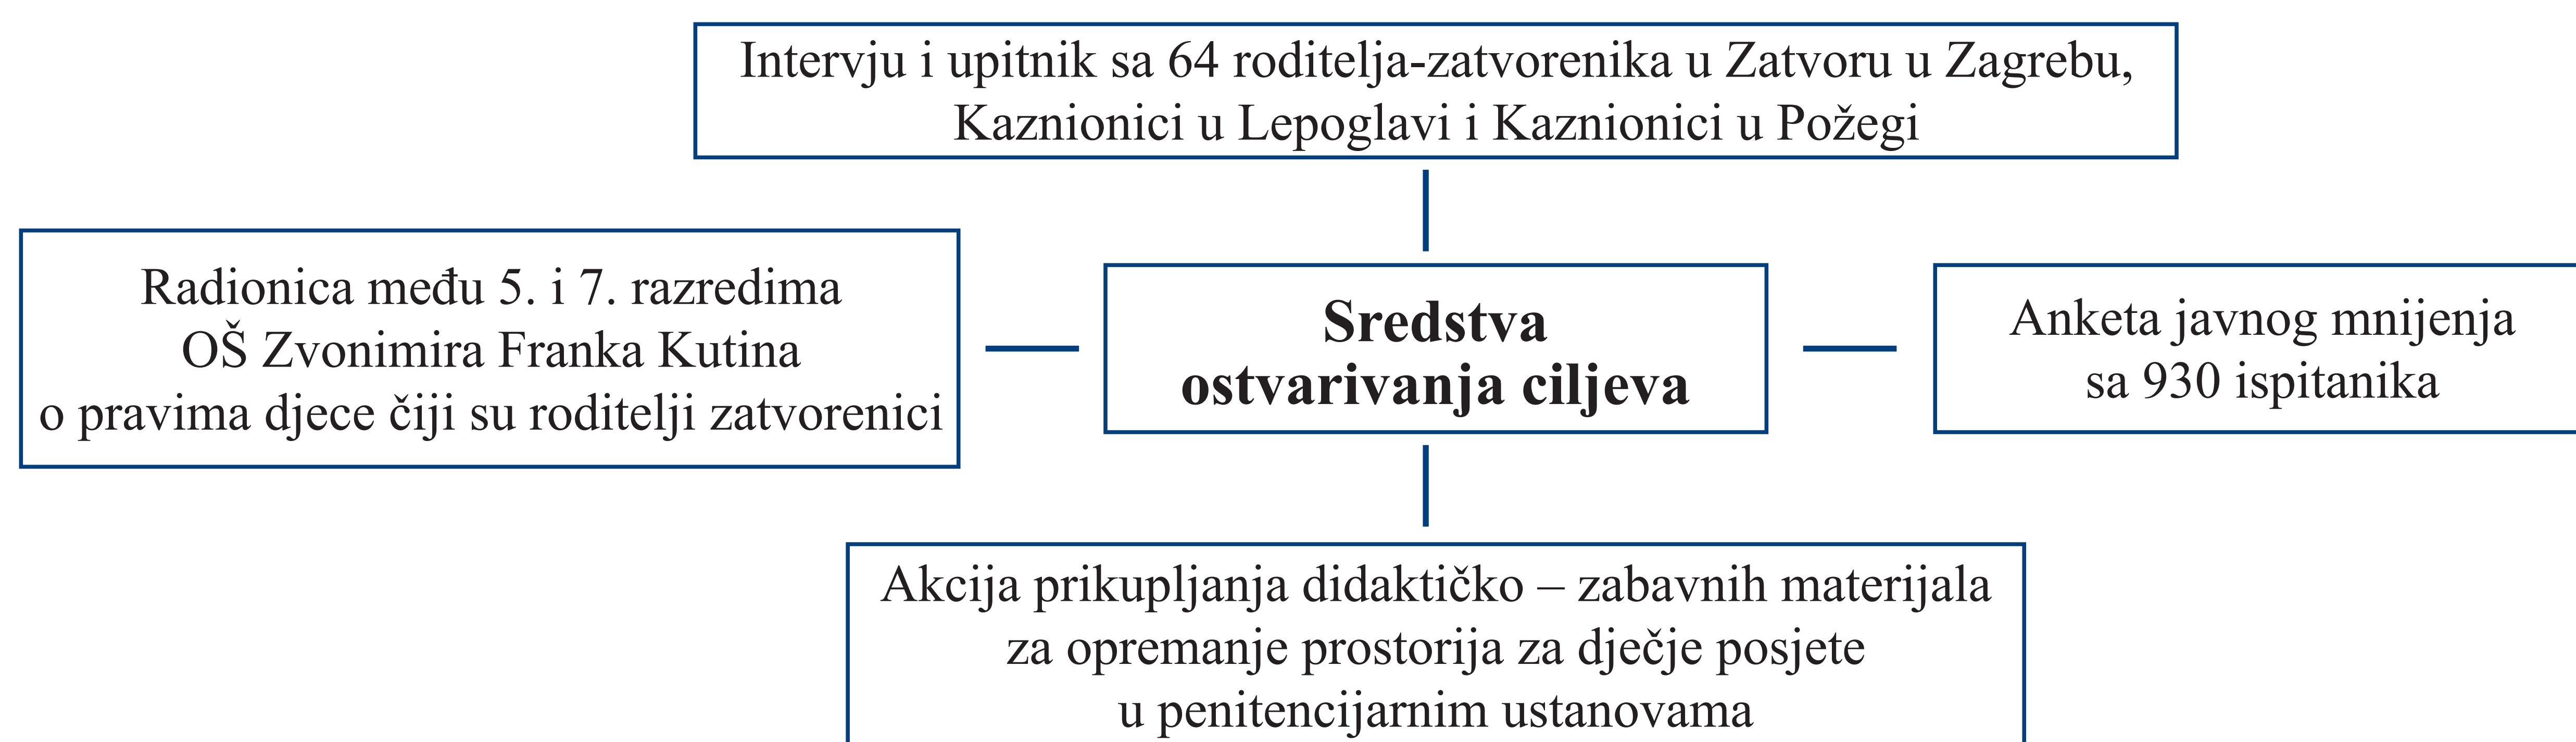 Intervju i upitnik sa 64 roditelja-zatvorenika u Zatvoru u Zagrebu,
Kaznionici u Lepoglavi i Kaznionici u Požegi
Radionica među 5. i 7. razredima
OŠ Zvonimira Franka Kutina
o pravima djece čiji su roditelji zatvorenici
Sredstva
ostvarivanja ciljeva
Anketa javnog mnijenja
sa 930 ispitanika
Akcija prikupljanja didaktičko – zabavnih materijala
za opremanje prostorija za dječje posjete
u penitencijarnim ustanovama